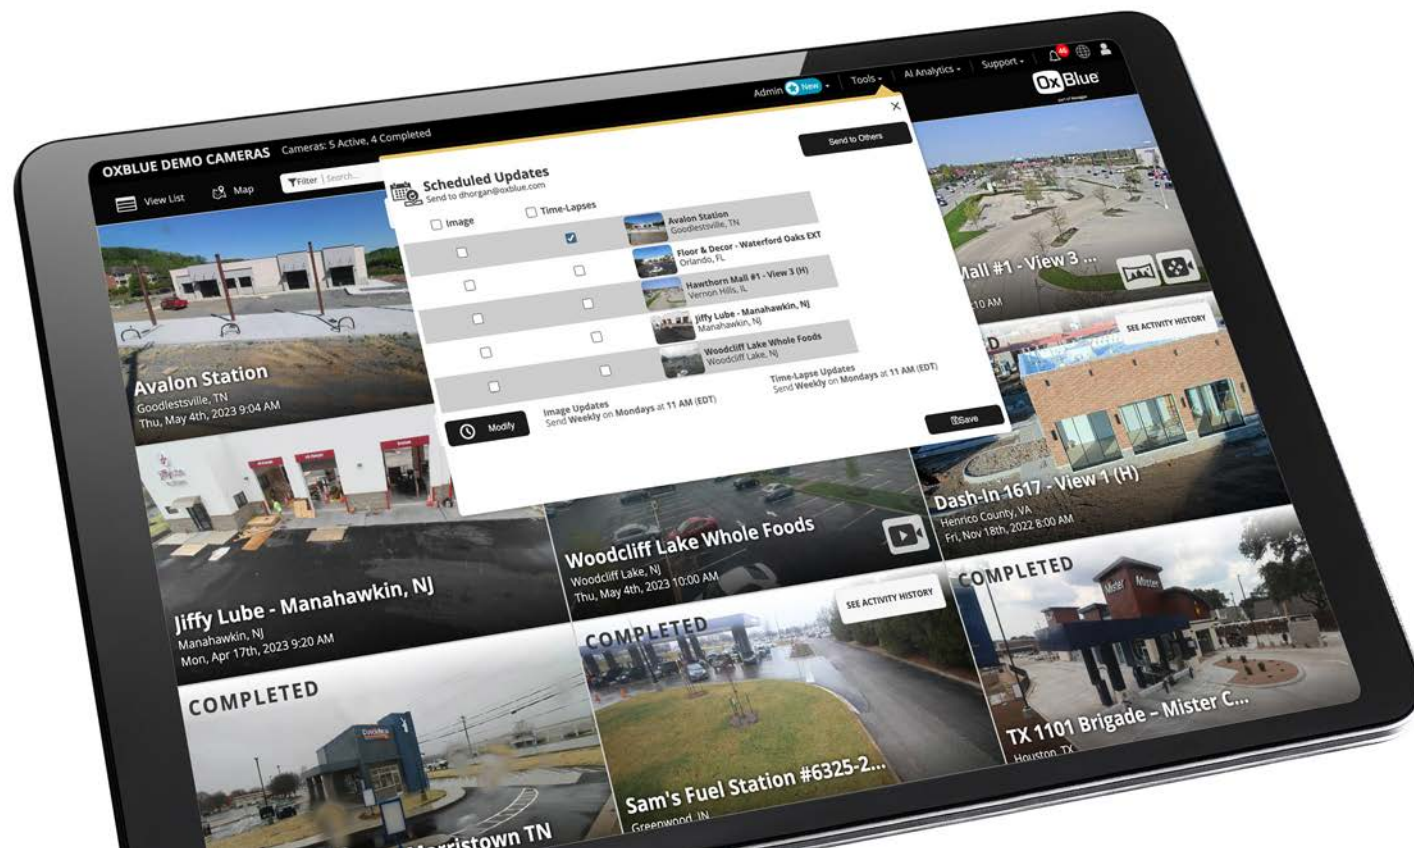 Admin New Tools AI Analytics Support 46
OXBLUE DEMO CAMERAS Cameras: 5 Active, 4 Completed
OxBlue
View List Map Filter Search...
Send to Others
Scheduled Updates
Send to dhorgan@oxblue.com
Image Time-Lapses
Avalon Station
Goodlestsville, TN
Floor & Decor - Waterford Oaks EXT
Orlando, FL
Hawthorn Mall #1 - View 3 (H)
Vernon Hills, IL
Jiffy Lube - Manahawkin, NJ
Manahawkin, NJ
Woodcliff Lake Whole Foods
Woodcliff Lake, NJ
Modify
Image Updates
Send Weekly on Mondays at 11 AM (EDT)
Time-Lapse Updates
Send Weekly on Mondays at 11 AM (EDT)
Save
Avalon Station
Goodlestsville, TN
Thu, May 4th, 2023 9:04 AM
Mall #1 - View 3 ...
:10 AM
Jiffy Lube - Manahawkin, NJ
Manahawkin, NJ
Mon, Apr 17th, 2023 9:20 AM
Woodcliff Lake Whole Foods
Woodcliff Lake, NJ
Thu, May 4th, 2023 10:00 AM
SEE ACTIVITY HISTORY
Dash-In 1617 - View 1 (H)
Henrico County, VA
Fri, Nov 18th, 2022 8:00 AM
COMPLETED
Morristown TN
COMPLETED
SEE ACTIVITY HISTORY
Sam's Fuel Station #6325-2...
Greenwood, IN
COMPLETED
Mister Mister
TX 1101 Brigade – Mister C...
Houston, TX